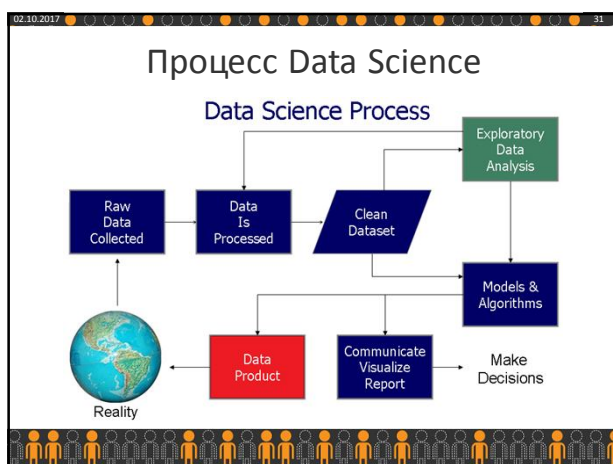 02.10.2017
31
Процесс Data Science
Data Science Process
Exploratory
Data
Analysis
Raw
Data
Collected
Data
Is
Processed
Clean
Dataset
Models &
Algorithms
Data
Product
Communicate
Visualize
Report
Make
Decisions
Reality